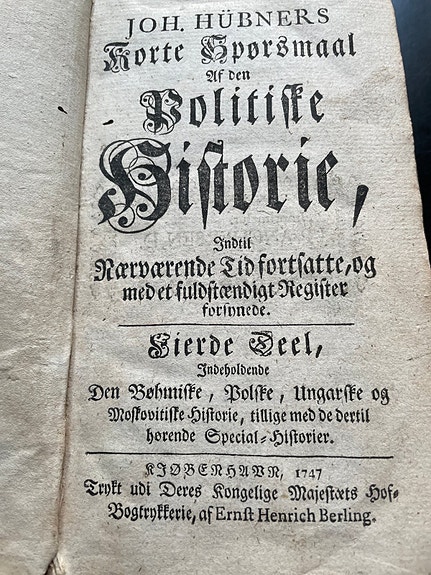 JOH. HÜBNERS
Korte Spørsmaal
Af den
Politiske
Historie,
Indtil
Nærværende Tid fortsatte, og
med et fuldstændigt Register
forsynede.
Fierde Deel,
Indeholdende
Den Bøhmiske, Polske, Ungarske og
Moskovitiske Historie, tillige med de dertil
hørende Special-Historier.
KIØBENHAVN, 1747
Trykt udi Deres Kongelige Majestæts Hof-
Bogtrykkerie, af Ernst Henrich Berling.